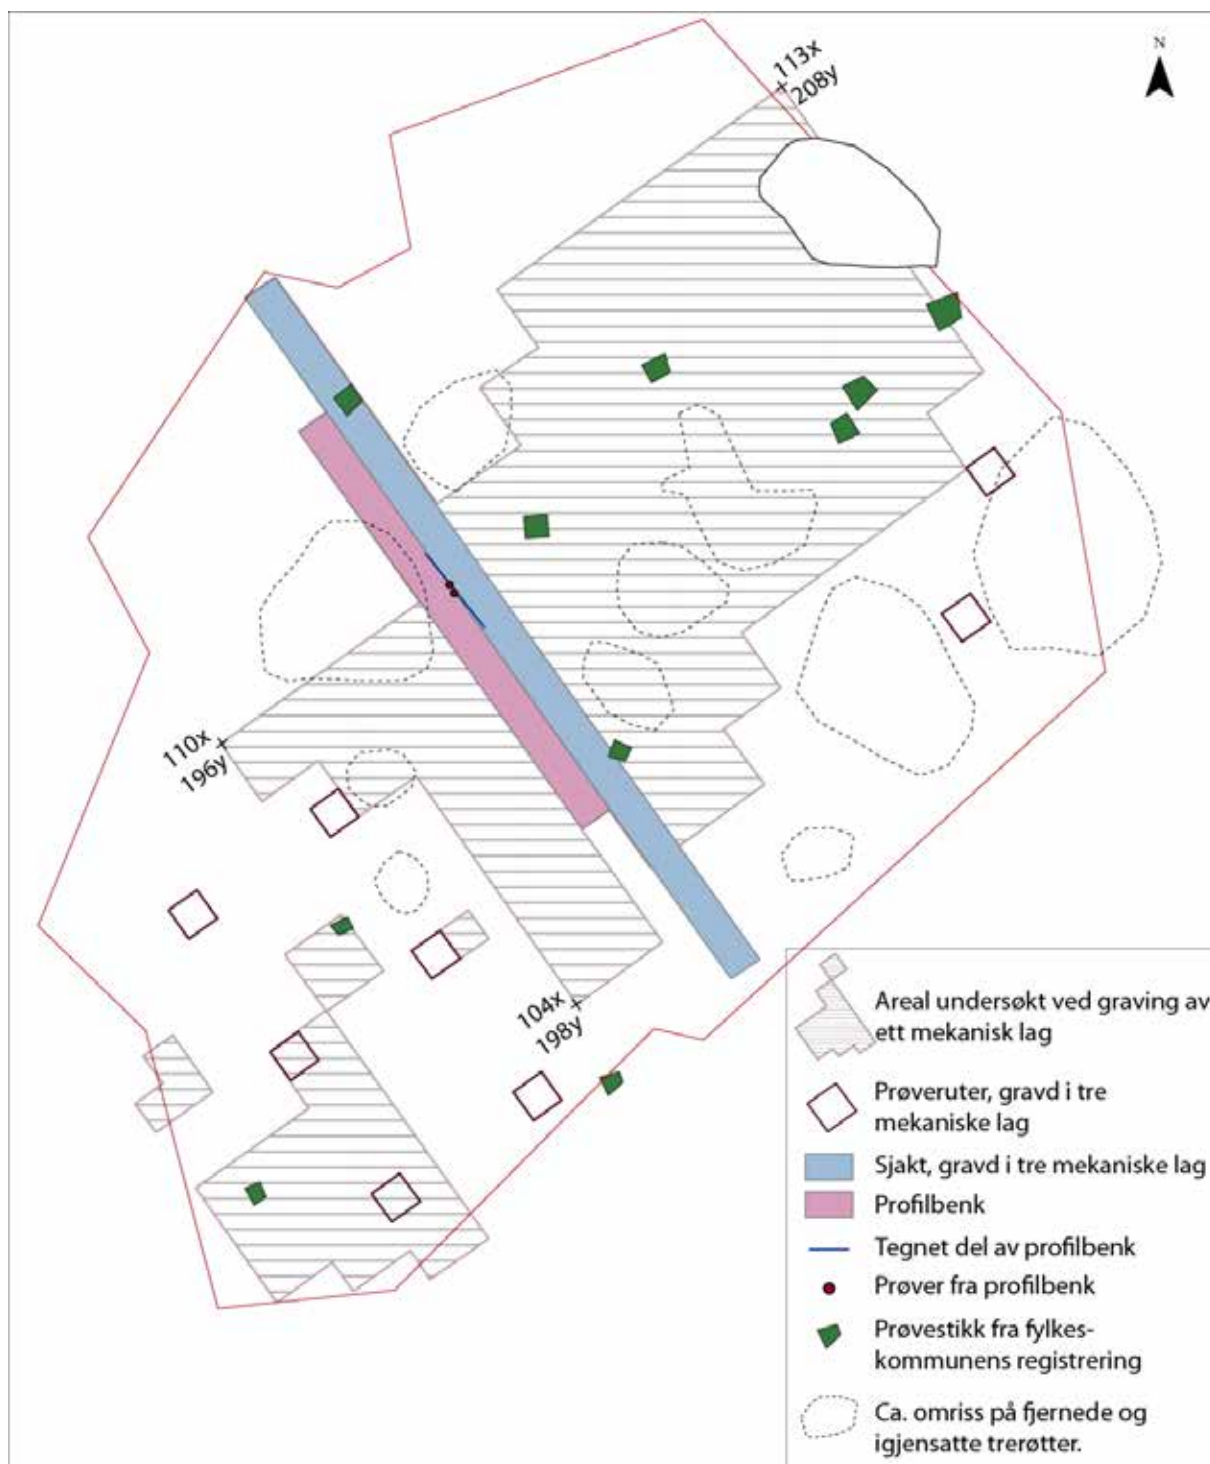 N
113x
208y
110x
196y
104x
198y
Areal undersøkt ved graving av
ett mekanisk lag
Prøveruter, gravd i tre
mekaniske lag
Sjakt, gravd i tre mekaniske lag
Profilbenk
Tegnet del av profilbenk
Prøver fra profilbenk
Prøvestikk fra fylkes-
kommunens registrering
Ca. omriss på fjernede og
igjensatte trerøtter.